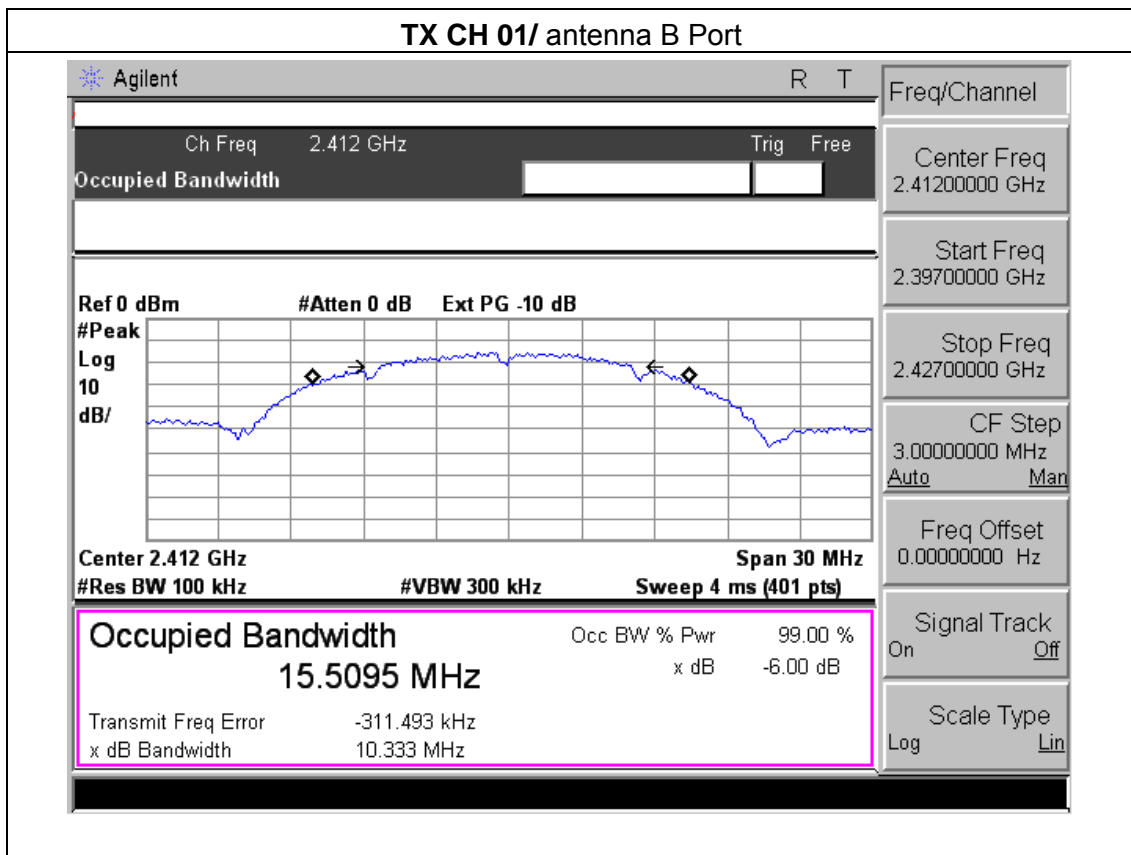 TX CH 01/ antenna B Port
Agilent R T
Ch Freq 2.412 GHz Trig Free
Occupied Bandwidth
Ref 0 dBm #Atten 0 dB Ext PG -10 dB
#Peak
Log
10
dB/
Center 2.412 GHz Span 30 MHz
#Res BW 100 kHz #VBW 300 kHz Sweep 4 ms (401 pts)
Occupied Bandwidth Occ BW % Pwr 99.00 %
15.5095 MHz x dB -6.00 dB
Transmit Freq Error -311.493 kHz
x dB Bandwidth 10.333 MHz
Freq/Channel
Center Freq
2.41200000 GHz
Start Freq
2.39700000 GHz
Stop Freq
2.42700000 GHz
CF Step
3.00000000 MHz
Auto Man
Freq Offset
0.00000000 Hz
Signal Track
On Off
Scale Type
Log Lin